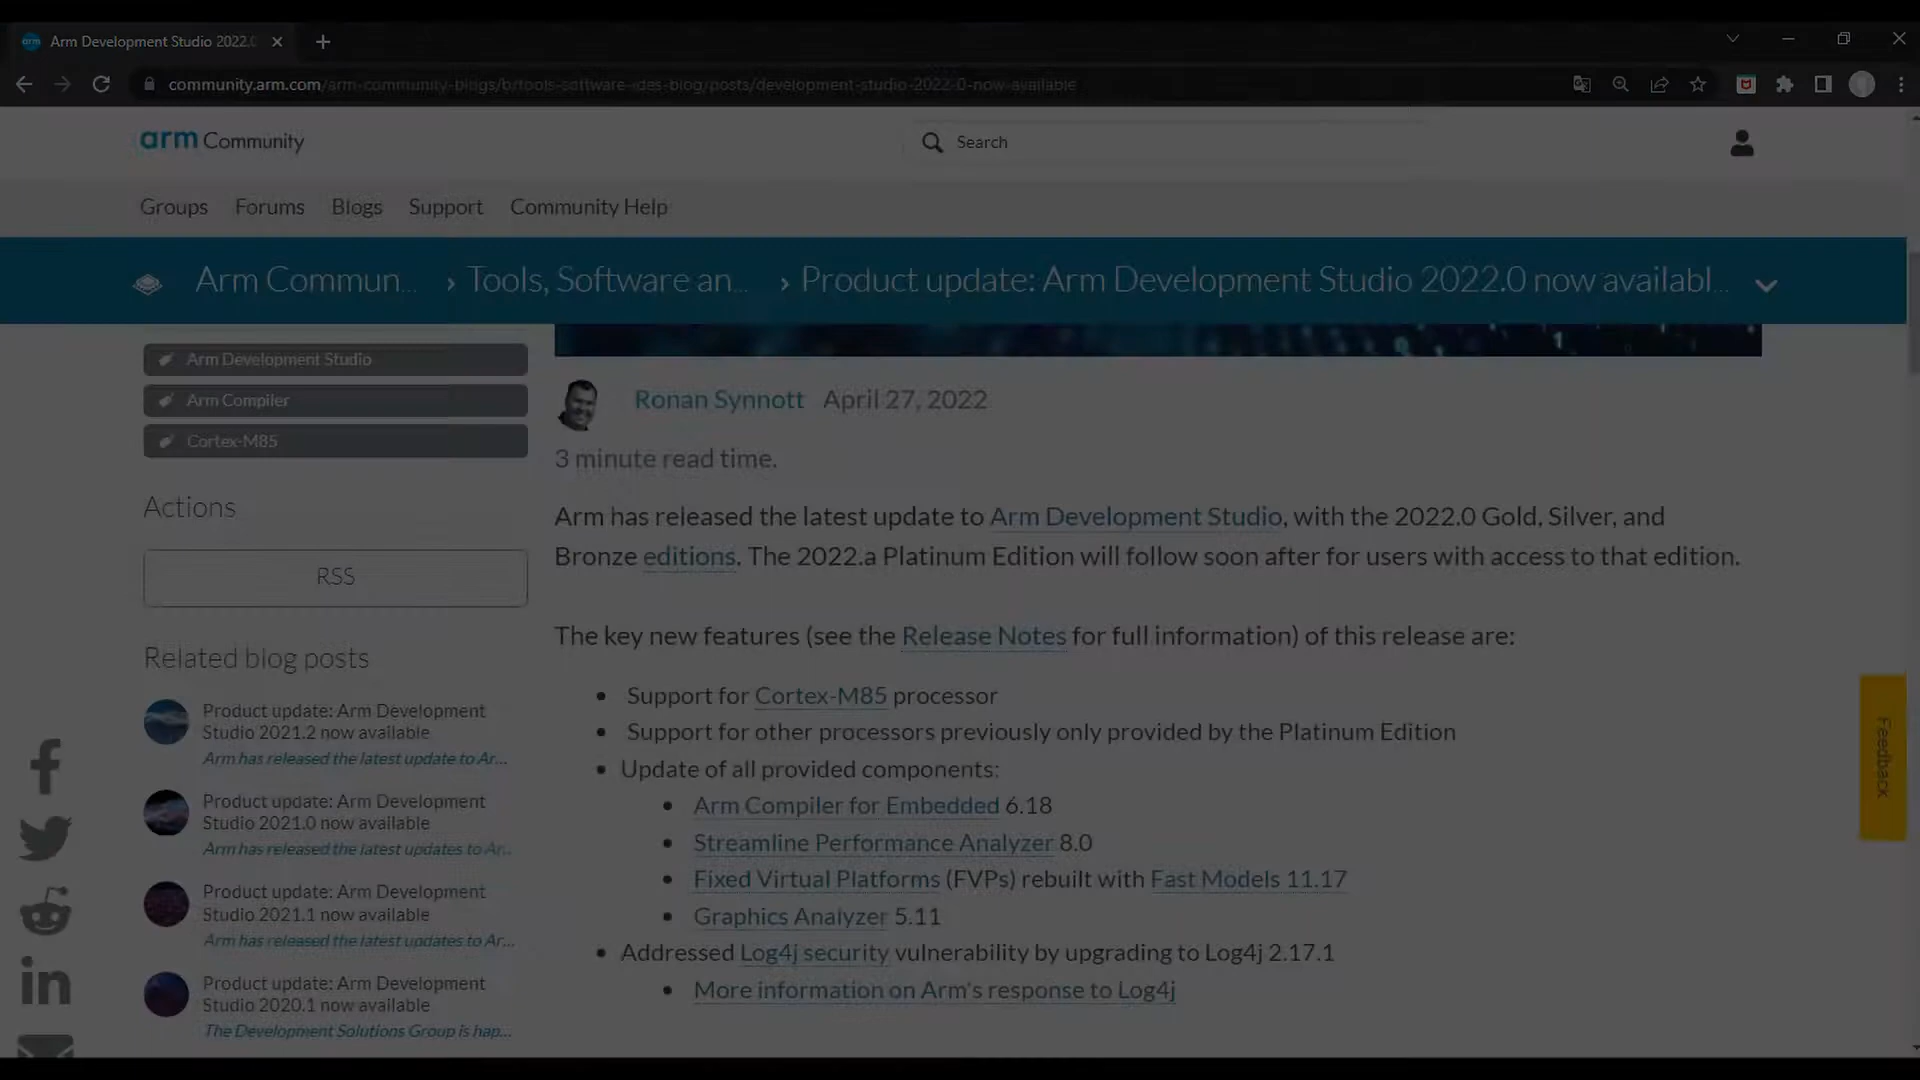 Arm Development Studio 2022.0
community.arm.com/arm-community-blogs/b/tools-software-ides-blog/posts/development-studio-2022-0-now-available
arm Community
Search
Groups Forums Blogs Support Community Help
Arm Commun... › Tools, Software an... › Product update: Arm Development Studio 2022.0 now availabl...
Arm Development Studio
Arm Compiler
Cortex-M85
Actions
RSS
Related blog posts
Product update: Arm Development
Studio 2021.2 now available
Arm has released the latest update to Ar...
Product update: Arm Development
Studio 2021.0 now available
Arm has released the latest updates to Ar...
Product update: Arm Development
Studio 2021.1 now available
Arm has released the latest updates to Ar...
Product update: Arm Development
Studio 2020.1 now available
The Development Solutions Group is hap...
Ronan Synnott April 27, 2022
3 minute read time.
Arm has released the latest update to Arm Development Studio, with the 2022.0 Gold, Silver, and
Bronze editions. The 2022.a Platinum Edition will follow soon after for users with access to that edition.
The key new features (see the Release Notes for full information) of this release are:
• Support for Cortex-M85 processor
• Support for other processors previously only provided by the Platinum Edition
• Update of all provided components:
• Arm Compiler for Embedded 6.18
• Streamline Performance Analyzer 8.0
• Fixed Virtual Platforms (FVPs) rebuilt with Fast Models 11.17
• Graphics Analyzer 5.11
• Addressed Log4j security vulnerability by upgrading to Log4j 2.17.1
• More information on Arm's response to Log4j
Feedback